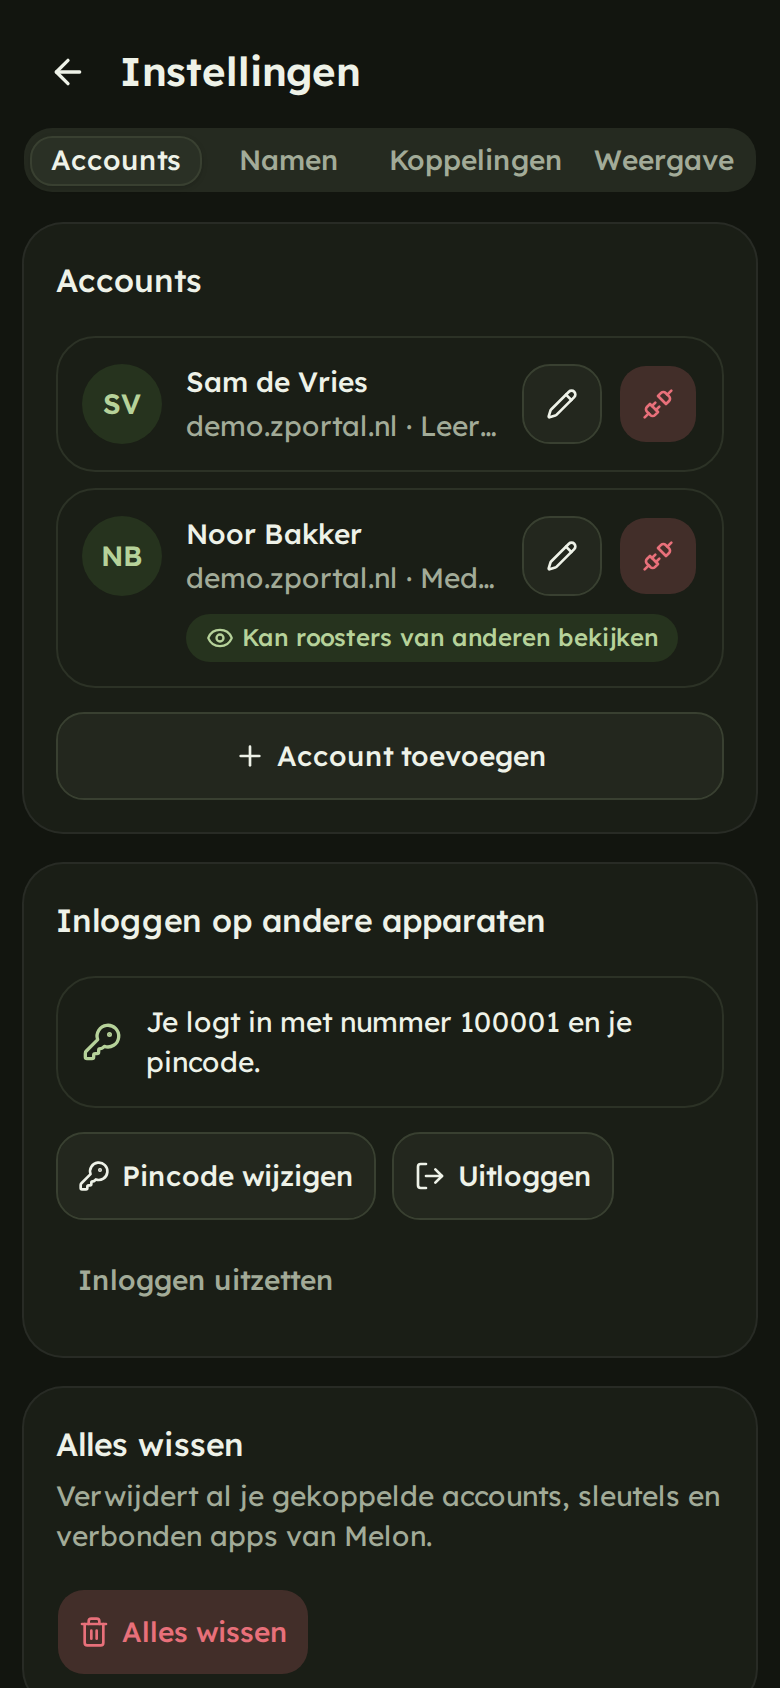 Instellingen
Accounts Namen Koppelingen Weergave
Accounts
SV
Sam de Vries
demo.zportal.nl · Leer...
NB
Noor Bakker
demo.zportal.nl · Med...
Kan roosters van anderen bekijken
Account toevoegen
Inloggen op andere apparaten
Je logt in met nummer 100001 en je
pincode.
Pincode wijzigen
Uitloggen
Inloggen uitzetten
Alles wissen
Verwijdert al je gekoppelde accounts, sleutels en
verbonden apps van Melon.
Alles wissen